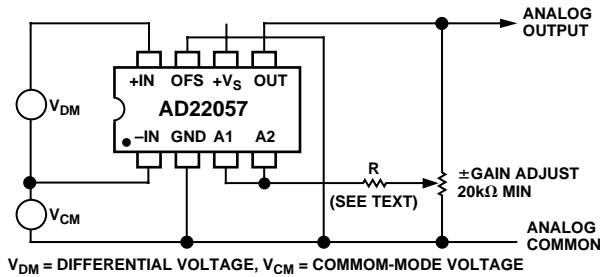 ANALOG
OUTPUT
+IN OFS +VS OUT
AD22057
–IN GND A1 A2
VDM
VCM
R
(SEE TEXT)
±GAIN ADJUST
20kΩ MIN
ANALOG
COMMON
VDM = DIFFERENTIAL VOLTAGE, VCM = COMMOM-MODE VOLTAGE